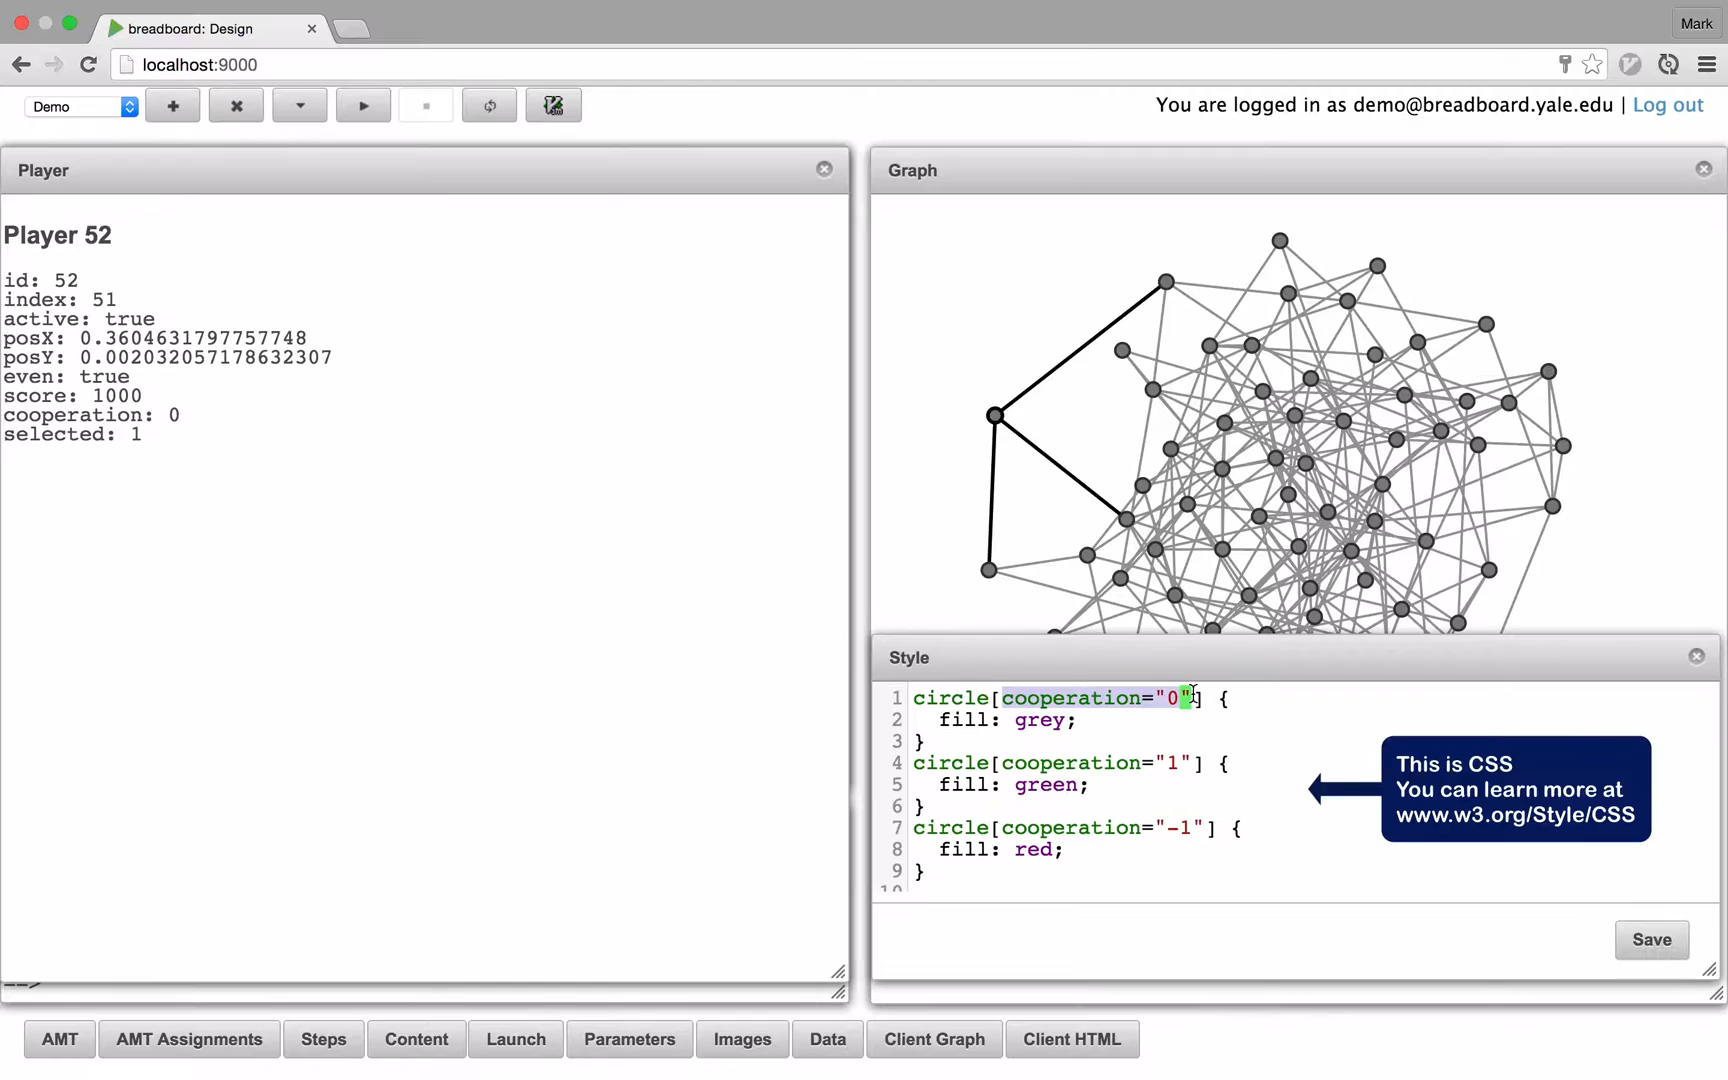 breadboard: Design
Mark
localhost:9000
Demo
You are logged in as demo@breadboard.yale.edu | Log out
Player
Player 52
id: 52
index: 51
active: true
posX: 0.3604631797757748
posY: 0.002032057178632307
even: true
score: 1000
cooperation: 0
selected: 1
Graph
Style
1 circle[cooperation="0"] {
2 fill: grey;
3 }
4 circle[cooperation="1"] {
5 fill: green;
6 }
7 circle[cooperation="-1"] {
8 fill: red;
9 }
10
This is CSS
You can learn more at
www.w3.org/Style/CSS
Save
AMT
AMT Assignments
Steps
Content
Launch
Parameters
Images
Data
Client Graph
Client HTML